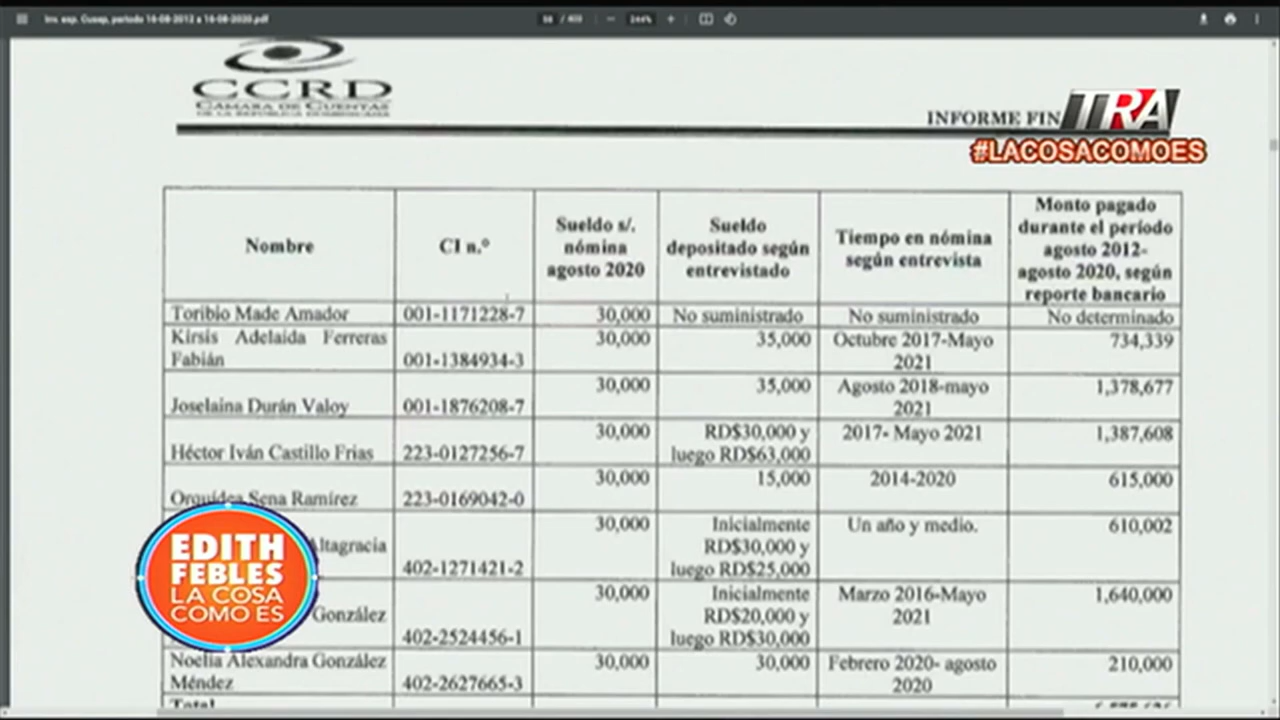 Inv. esp. Cusep, período 16-08-2012 a 16-08-2020.pdf
/ 403
CCRD
CÁMARA DE CUENTAS
DE LA REPÚBLICA DOMINICANA
INFORME FIN
TRA
#LACOSACOMOES
Nombre
CI n.º
Sueldo s/.
nómina
agosto 2020
Sueldo
depositado según
entrevistado
Tiempo en nómina
según entrevista
Monto pagado
durante el período
agosto 2012-
agosto 2020, según
reporte bancario
Toribio Made Amador 001-1171228-7 30,000 No suministrado No suministrado No determinado
Kirsis Adelaida Ferreras
Fabián 001-1384934-3 30,000 35,000 Octubre 2017-Mayo
2021 734,339
Joselaina Durán Valoy 001-1876208-7 30,000 35,000 Agosto 2018-mayo
2021 1,378,677
Héctor Iván Castillo Frias 223-0127256-7 30,000 RD$30,000 y
luego RD$63,000 2017- Mayo 2021 1,387,608
Orquídea Sena Ramírez 223-0169042-0 30,000 15,000 2014-2020 615,000
Altagracia
402-1271421-2 30,000 Inicialmente
RD$30,000 y
luego RD$25,000 Un año y medio. 610,002
González
402-2524456-1 30,000 Inicialmente
RD$20,000 y
luego RD$30,000 Marzo 2016-Mayo
2021 1,640,000
Noelia Alexandra González
Méndez 402-2627665-3 30,000 30,000 Febrero 2020- agosto
2020 210,000
Total
EDITH
FEBLES
LA COSA
COMO ES